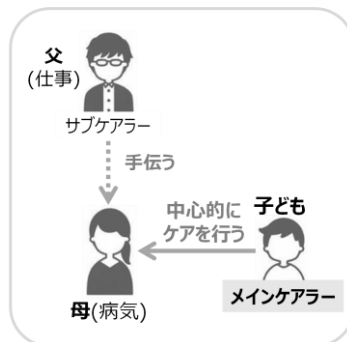 父
(仕事)
サブケアラー
手伝う
中心的に
ケアを行う
子ども
メインケアラー
母(病気)